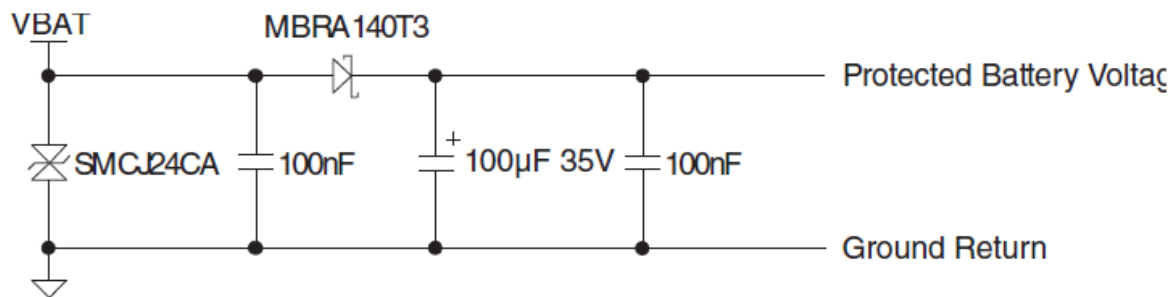 VBAT
MBRA140T3
Protected Battery Voltag
SMCJ24CA
100nF
+
100µF 35V
100nF
Ground Return